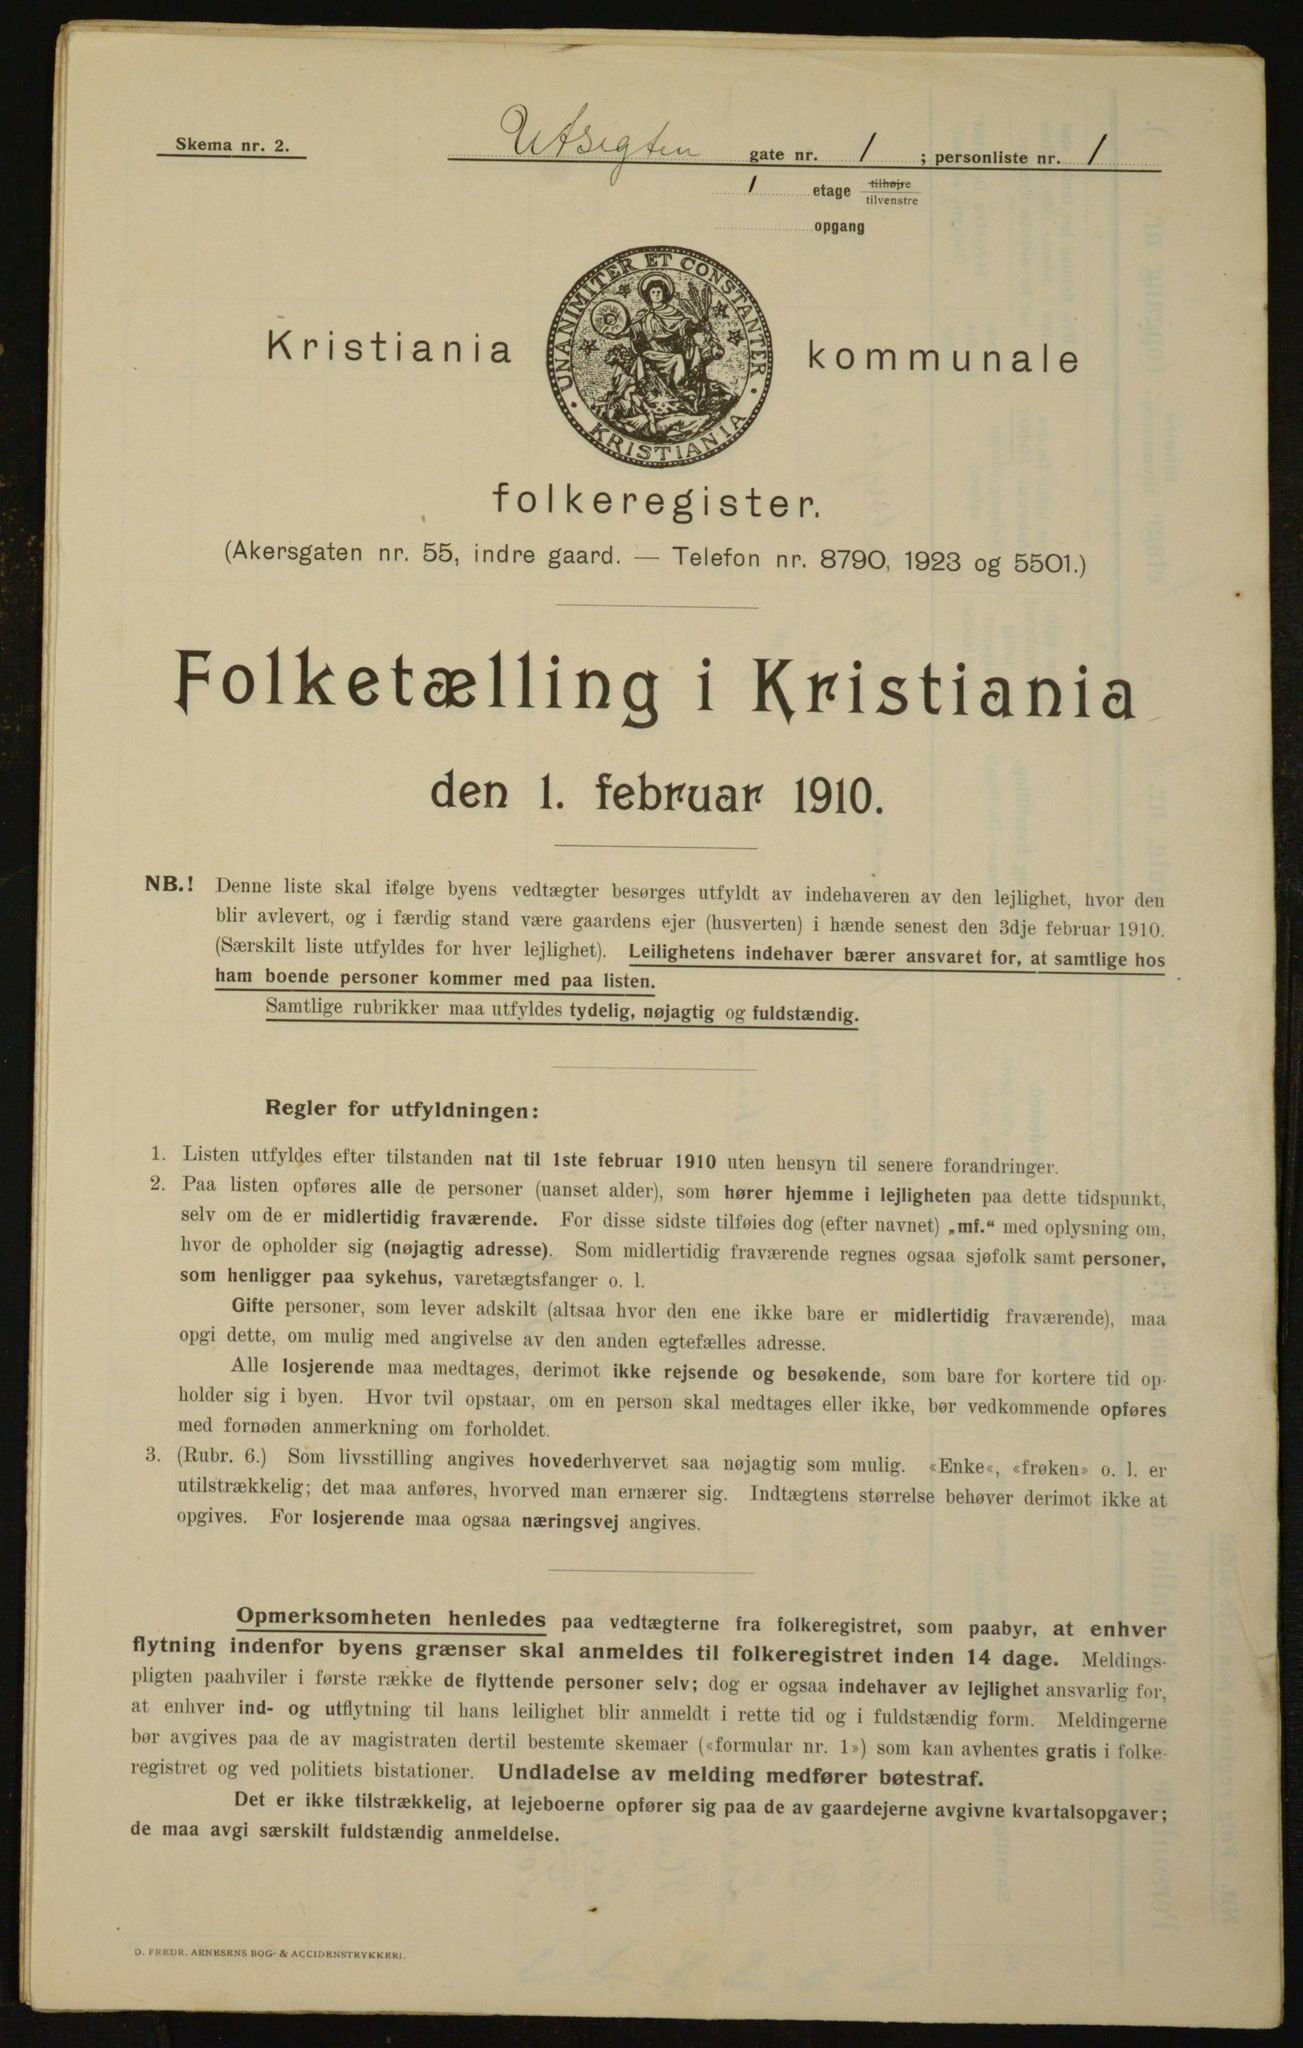 Skema nr. 2.
Utsigten gate nr. 1 ; personliste nr. 1
1 etage tilhøjre
tilvenstre
opgang
UNANIMITER ET CONSTANTER · KRISTIANIA ·
Kristiania kommunale
folkeregister.
(Akersgaten nr. 55, indre gaard. — Telefon nr. 8790, 1923 og 5501.)
Folketælling i Kristiania
den 1. februar 1910.
NB.! Denne liste skal ifølge byens vedtægter besørges utfyldt av indehaveren av den lejlighet, hvor den
blir avlevert, og i færdig stand være gaardens ejer (husverten) i hænde senest den 3dje februar 1910.
(Særskilt liste utfyldes for hver lejlighet). Leilighetens indehaver bærer ansvaret for, at samtlige hos
ham boende personer kommer med paa listen.
Samtlige rubrikker maa utfyldes tydelig, nøjagtig og fuldstændig.
Regler for utfyldningen:
1. Listen utfyldes efter tilstanden nat til 1ste februar 1910 uten hensyn til senere forandringer.
2. Paa listen opføres alle de personer (uanset alder), som hører hjemme i lejligheten paa dette tidspunkt,
selv om de er midlertidig fraværende. For disse sidste tilføies dog (efter navnet) „mf.“ med oplysning om,
hvor de opholder sig (nøjagtig adresse). Som midlertidig fraværende regnes ogsaa sjøfolk samt personer,
som henligger paa sykehus, varetægtsfanger o. l.
Gifte personer, som lever adskilt (altsaa hvor den ene ikke bare er midlertidig fraværende), maa
opgi dette, om mulig med angivelse av den anden egtefælles adresse.
Alle losjerende maa medtages, derimot ikke rejsende og besøkende, som bare for kortere tid op-
holder sig i byen. Hvor tvil opstaar, om en person skal medtages eller ikke, bør vedkommende opføres
med fornøden anmerkning om forholdet.
3. (Rubr. 6.) Som livsstilling angives hovederhvervet saa nøjagtig som mulig. «Enke«, «frøken» o. l. er
utilstrækkelig; det maa anføres, hvorved man ernærer sig. Indtægtens størrelse behøver derimot ikke at
opgives. For losjerende maa ogsaa næringsvej angives.
Opmerksomheten henledes paa vedtægterne fra folkeregistret, som paabyr, at enhver
flytning indenfor byens grænser skal anmeldes til folkeregistret inden 14 dage. Meldings-
pligten paahviler i første række de flyttende personer selv; dog er ogsaa indehaver av lejlighet ansvarlig for,
at enhver ind- og utflytning til hans leilighet blir anmeldt i rette tid og i fuldstændig form. Meldingerne
bør avgives paa de av magistraten dertil bestemte skemaer («formular nr. 1») som kan avhentes gratis i folke-
registret og ved politiets bistationer. Undladelse av melding medfører bøtestraf.
Det er ikke tilstrækkelig, at lejeboerne opfører sig paa de av gaardejerne avgivne kvartalsopgaver;
de maa avgi særskilt fuldstændig anmeldelse.
O. FREDR. ARNESENS BOG- & ACCIDENSTRYKKERI.